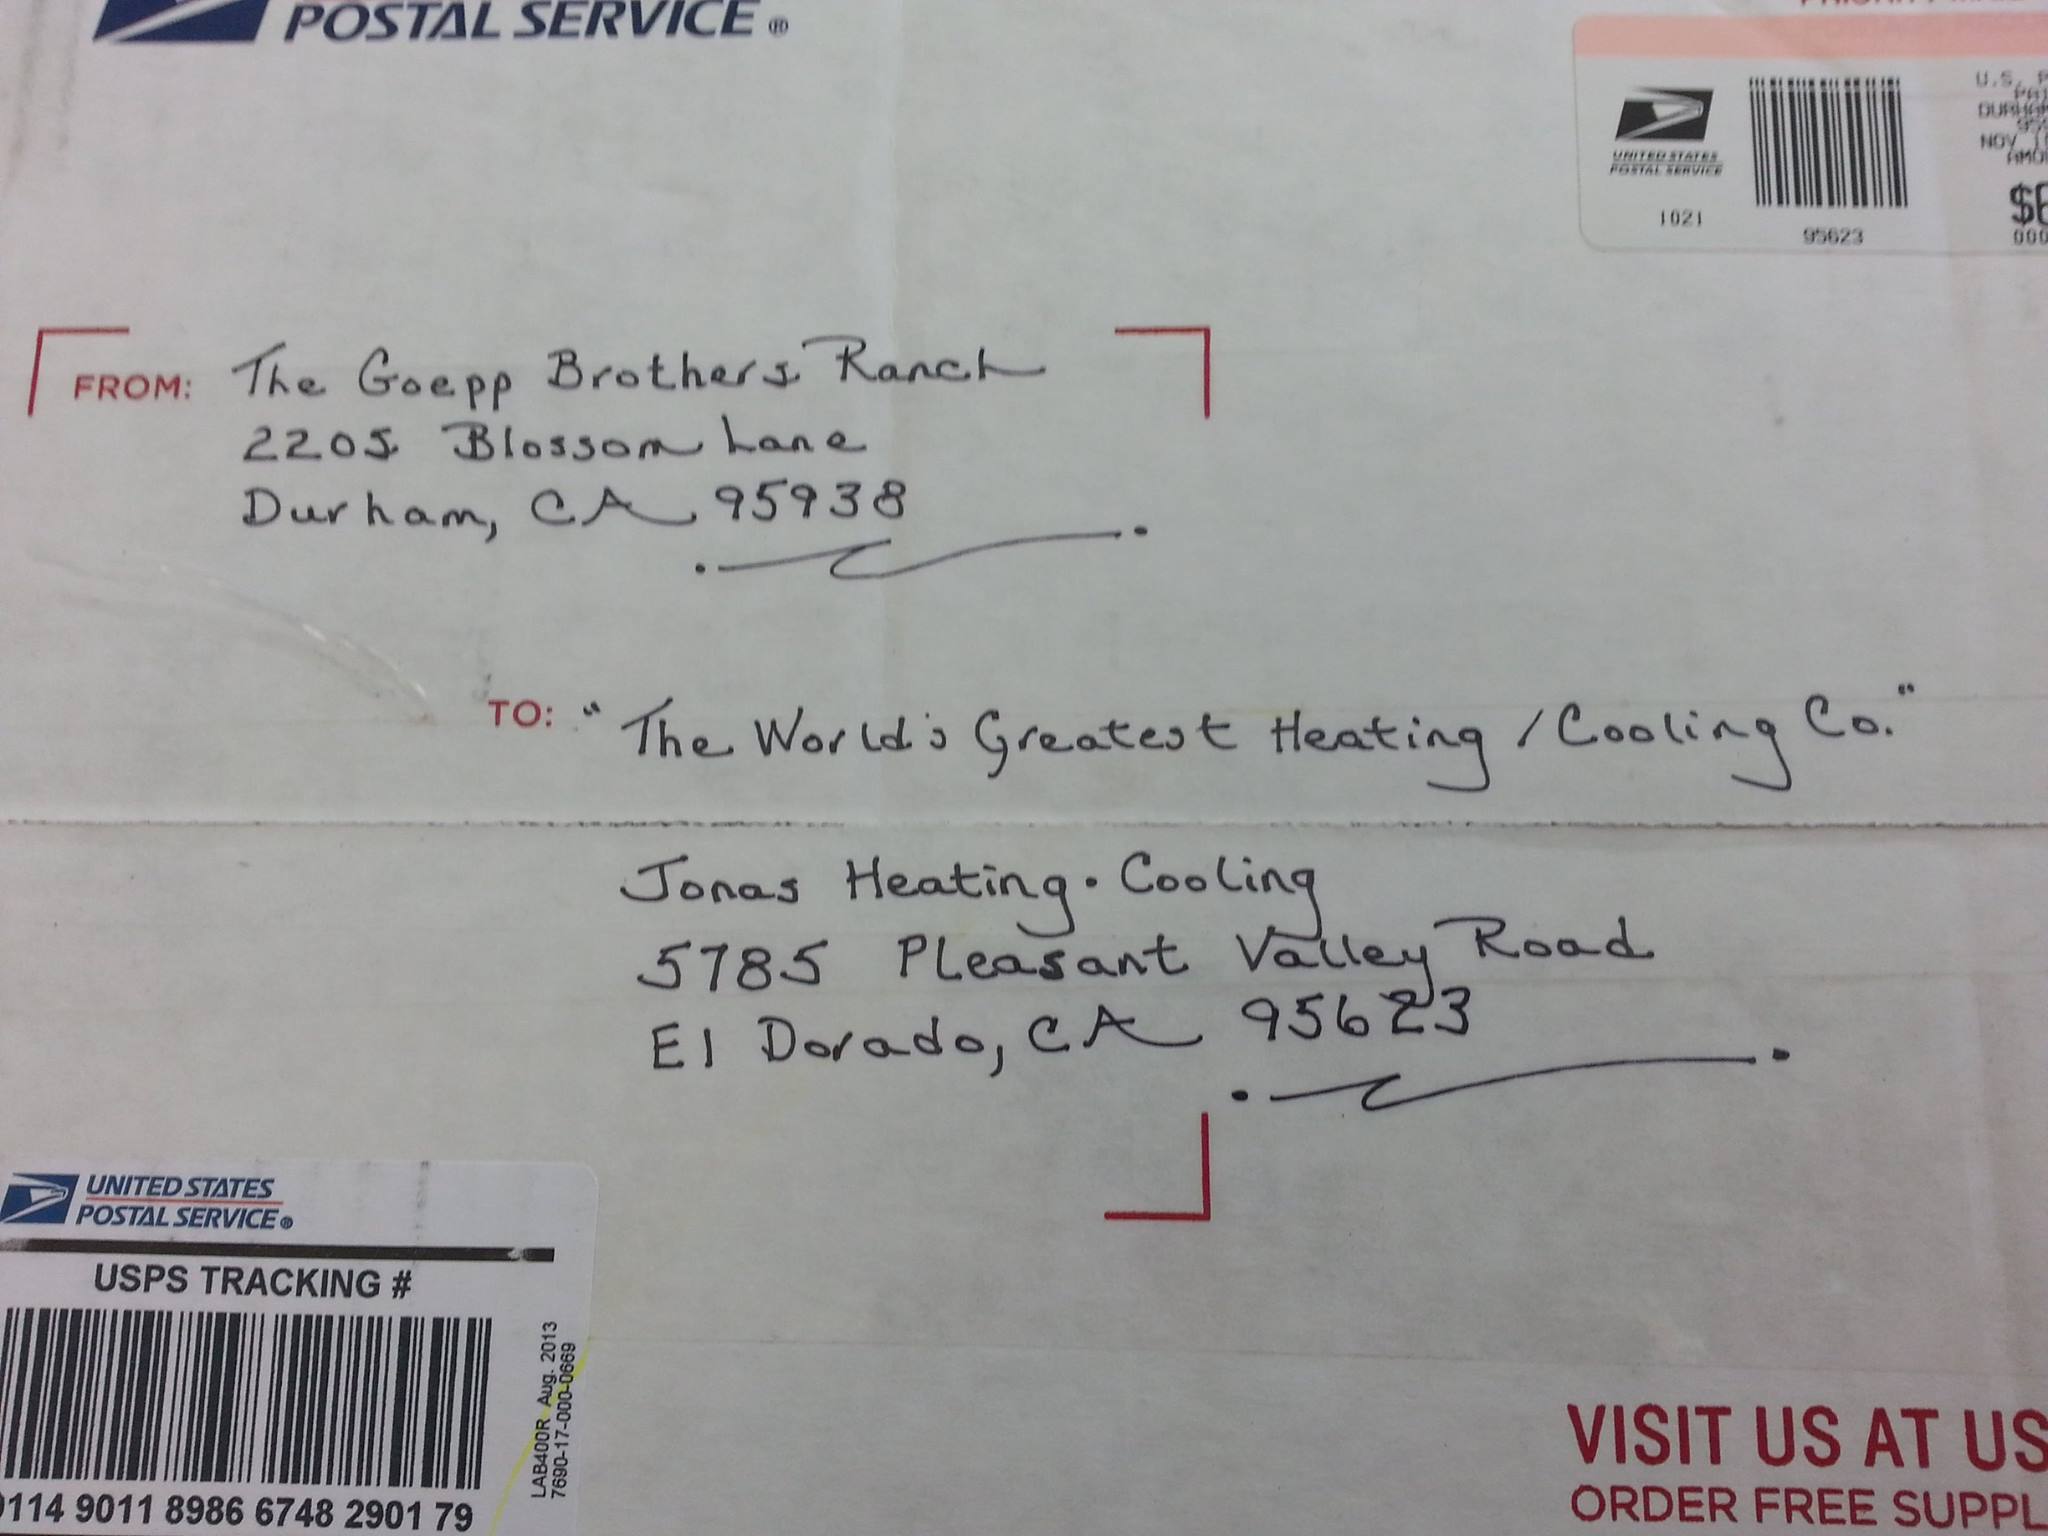 POSTAL SERVICE®
UNITED STATES
POSTAL SERVICE
1021
95623
U.S.
NOV
000
FROM: The Goepp Brothers Ranch
2205 Blossom Lane
Durham, CA 95938
TO: "The World's Greatest Heating / Cooling Co."
Jonas Heating · Cooling
5785 Pleasant Valley Road
El Dorado, CA 95623
UNITED STATES
POSTAL SERVICE®
USPS TRACKING #
LAB400R Aug. 2013
7690-17-000-0669
9114 9011 8986 6748 2901 79
VISIT US AT US
ORDER FREE SUPPL